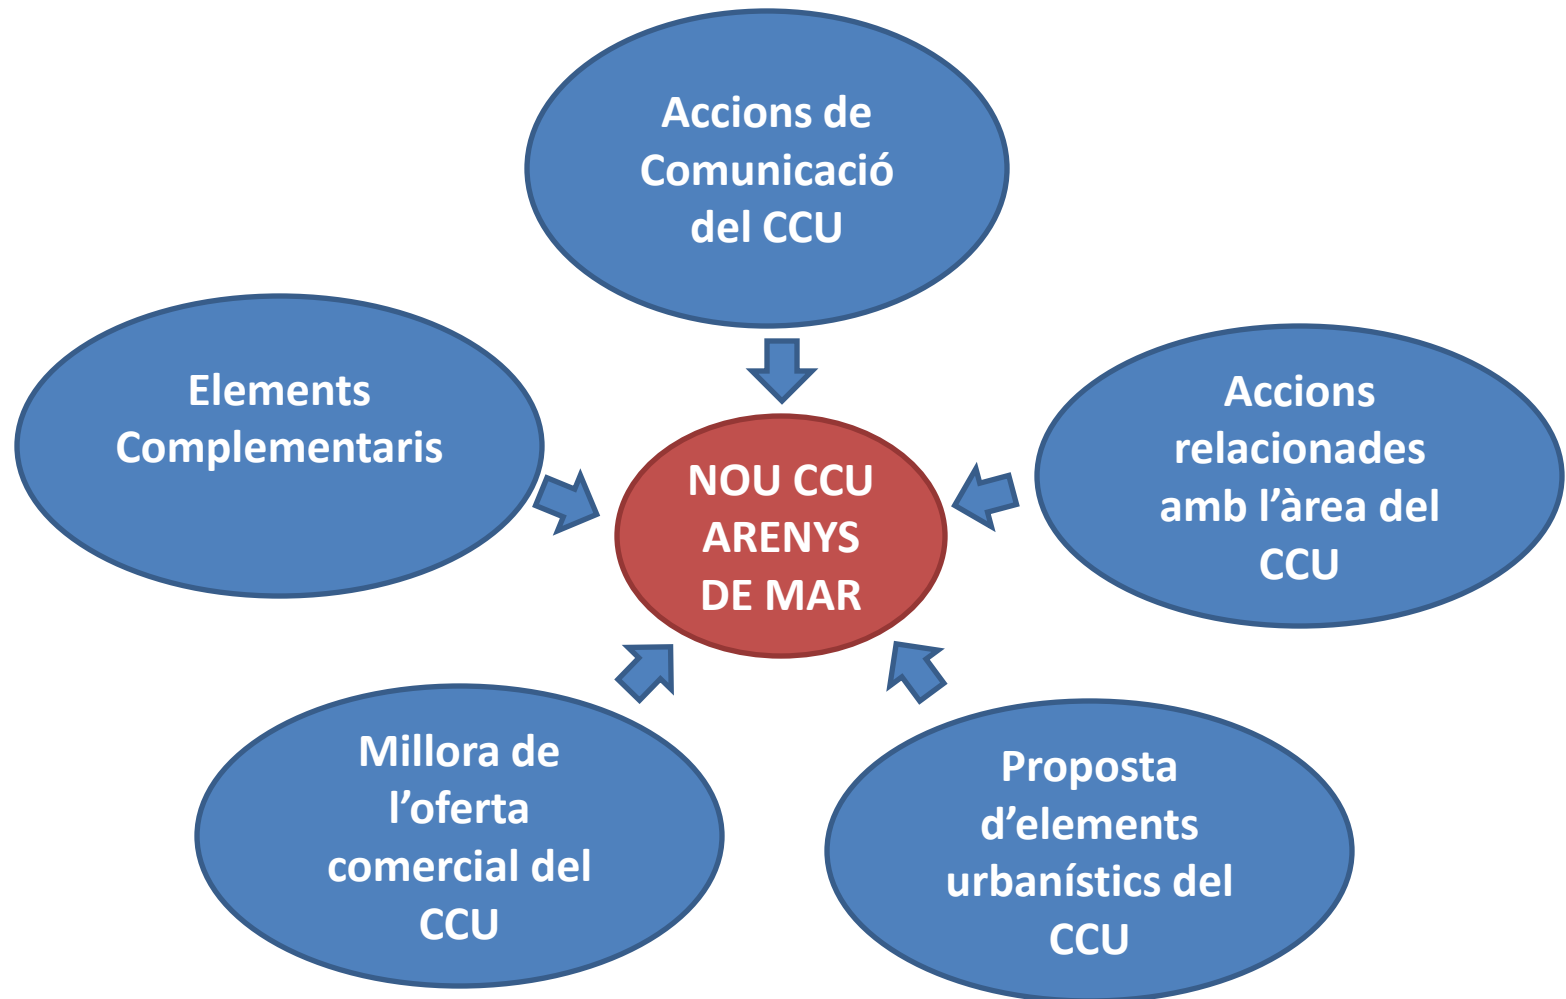 Accions de
Comunicació
del CCU
Elements
Complementaris
Accions
relacionades
amb l’àrea del
CCU
NOU CCU
ARENYS
DE MAR
Millora de
l’oferta
comercial del
CCU
Proposta
d’elements
urbanístics del
CCU